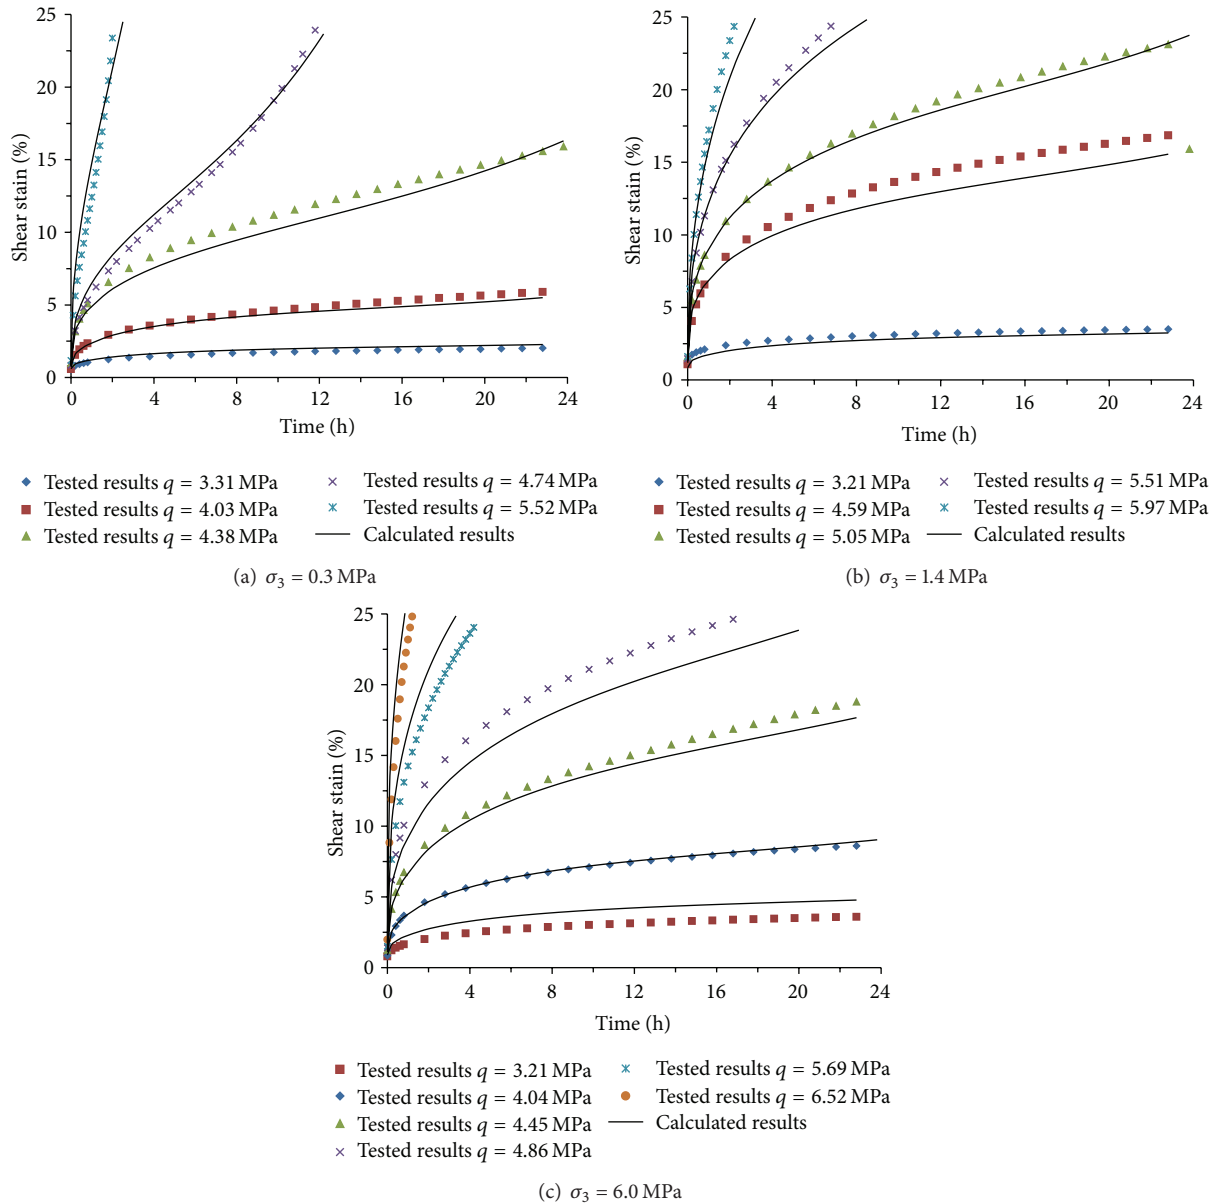 25
20
15
10
5
0
Shear stain (%)
0 4 8 12 16 20 24
Time (h)
Tested results q = 3.31 MPa
Tested results q = 4.03 MPa
Tested results q = 4.38 MPa
Tested results q = 4.74 MPa
Tested results q = 5.52 MPa
Calculated results
(a) σ3 = 0.3 MPa
25
20
15
10
5
0
Shear stain (%)
0 4 8 12 16 20 24
Time (h)
Tested results q = 3.21 MPa
Tested results q = 4.59 MPa
Tested results q = 5.05 MPa
Tested results q = 5.51 MPa
Tested results q = 5.97 MPa
Calculated results
(b) σ3 = 1.4 MPa
25
20
15
10
5
0
Shear stain (%)
0 4 8 12 16 20 24
Time (h)
Tested results q = 3.21 MPa
Tested results q = 4.04 MPa
Tested results q = 4.45 MPa
Tested results q = 4.86 MPa
Tested results q = 5.69 MPa
Tested results q = 6.52 MPa
Calculated results
(c) σ3 = 6.0 MPa